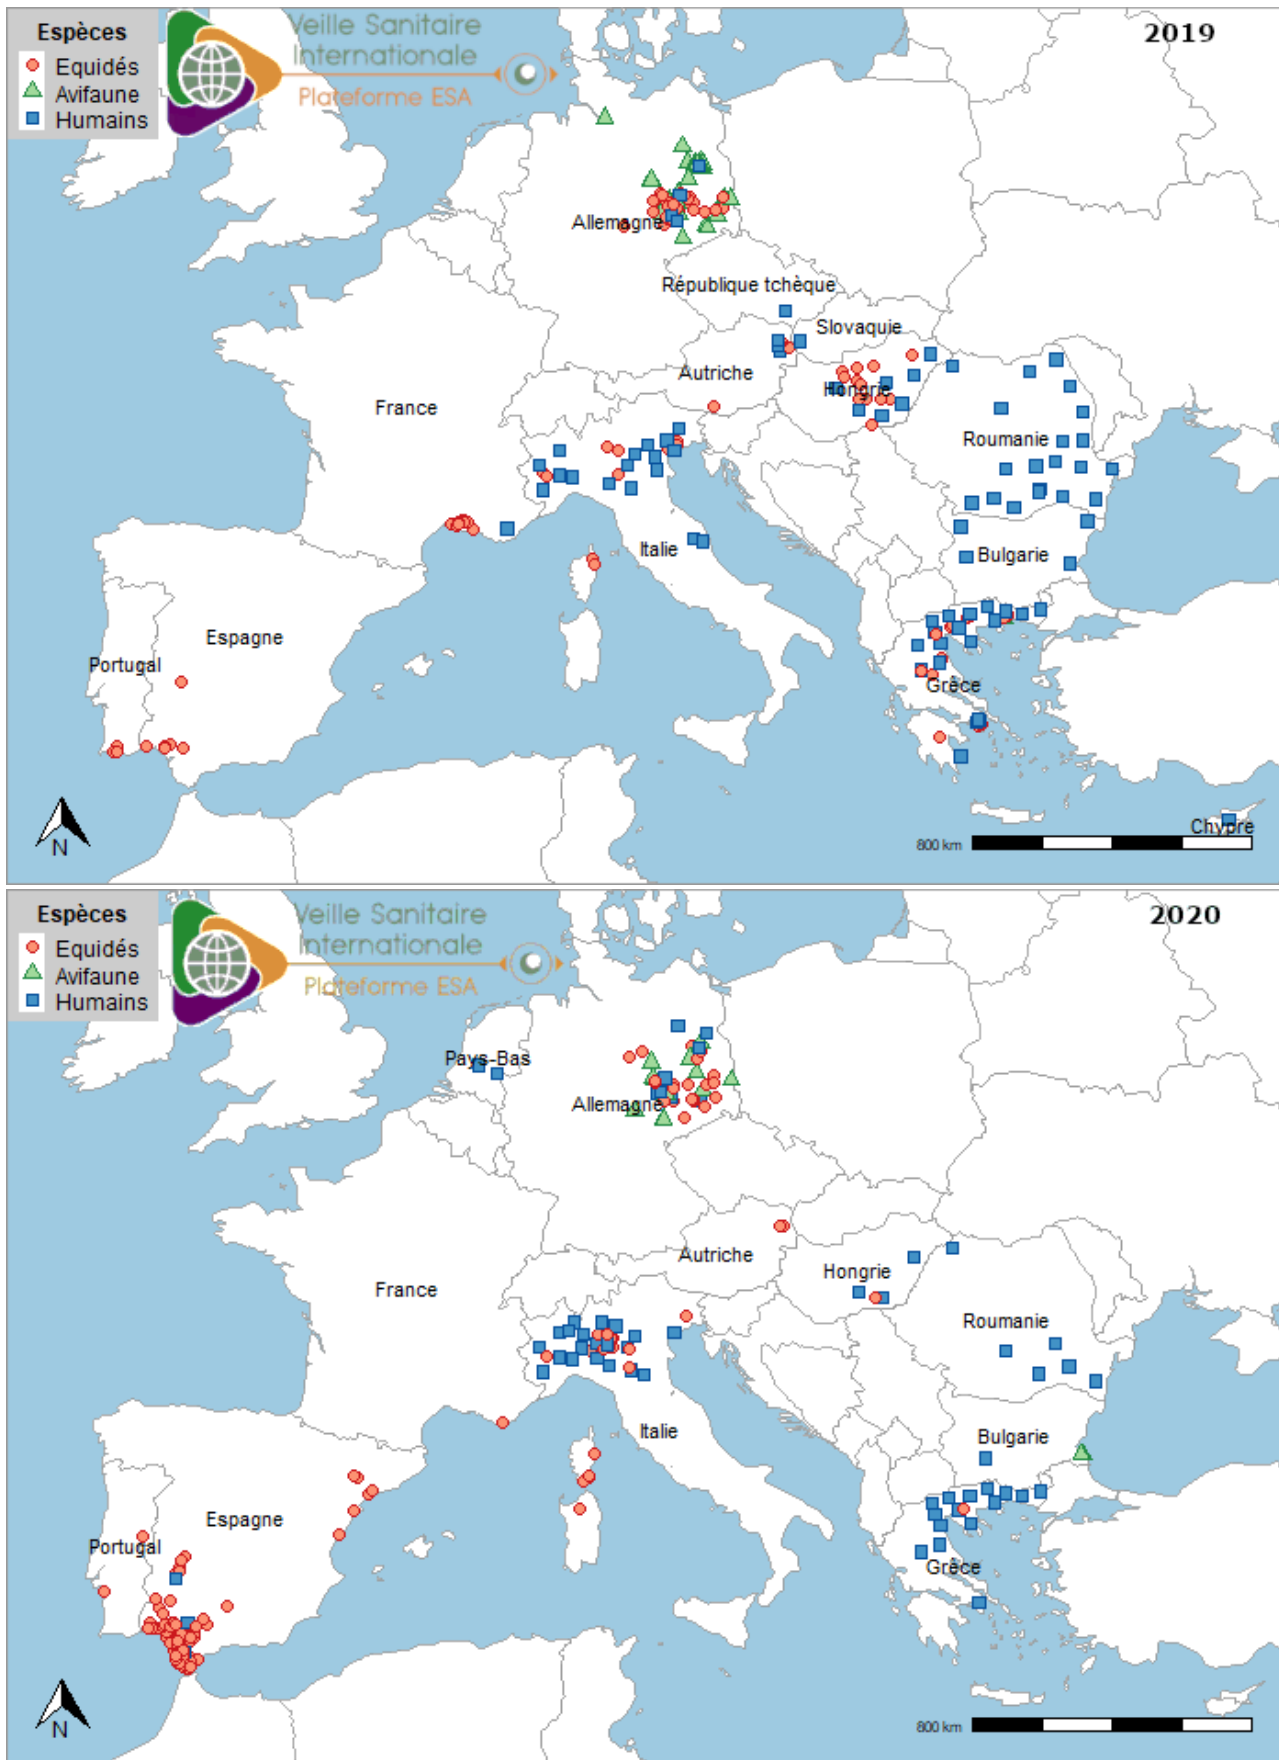 Espèces
Equidés
Avifaune
Humains
Veille Sanitaire
Internationale
Plateforme ESA
2019
Allemagne
République tchèque
Slovaquie
Autriche
Hongrie
France
Roumanie
Italie
Bulgarie
Espagne
Portugal
Grèce
Chypre
N
800 km
Espèces
Equidés
Avifaune
Humains
Veille Sanitaire
Internationale
Plateforme ESA
2020
Pays-Bas
Allemagne
Autriche
Hongrie
France
Roumanie
Italie
Bulgarie
Espagne
Portugal
Grèce
N
800 km